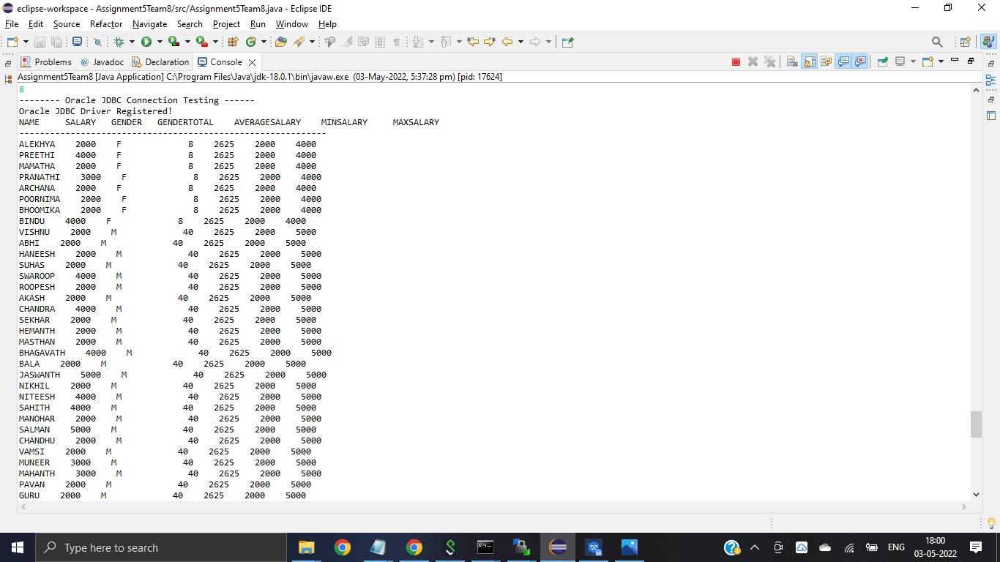 eclipse-workspace - Assignment5Team8/src/Assignment5Team8.java - Eclipse IDE
File Edit Source Refactor Navigate Search Project Run Window Help
Problems @ Javadoc Declaration Console
Assignment5Team8 [Java Application] C:\Program Files\Java\jdk-18.0.1\bin\javaw.exe (03-May-2022, 5:37:28 pm) [pid: 17624]
8
-------- Oracle JDBC Connection Testing ------
Oracle JDBC Driver Registered!
NAME SALARY GENDER GENDERTOTAL AVERAGESALARY MINSALARY MAXSALARY
------------------------------------------------------------
ALEKHYA 2000 F 8 2625 2000 4000
PREETHI 4000 F 8 2625 2000 4000
MAMATHA 2000 F 8 2625 2000 4000
PRANATHI 3000 F 8 2625 2000 4000
ARCHANA 2000 F 8 2625 2000 4000
POORNIMA 2000 F 8 2625 2000 4000
BHOOMIKA 2000 F 8 2625 2000 4000
BINDU 4000 F 8 2625 2000 4000
VISHNU 2000 M 40 2625 2000 5000
ABHI 2000 M 40 2625 2000 5000
HANEESH 2000 M 40 2625 2000 5000
SUHAS 2000 M 40 2625 2000 5000
SWAROOP 4000 M 40 2625 2000 5000
ROOPESH 2000 M 40 2625 2000 5000
AKASH 2000 M 40 2625 2000 5000
CHANDRA 4000 M 40 2625 2000 5000
SEKHAR 2000 M 40 2625 2000 5000
HEMANTH 2000 M 40 2625 2000 5000
MASTHAN 2000 M 40 2625 2000 5000
BHAGAVATH 4000 M 40 2625 2000 5000
BALA 2000 M 40 2625 2000 5000
JASWANTH 5000 M 40 2625 2000 5000
NIKHIL 2000 M 40 2625 2000 5000
NITEESH 4000 M 40 2625 2000 5000
SAHITH 4000 M 40 2625 2000 5000
MANOHAR 2000 M 40 2625 2000 5000
SALMAN 5000 M 40 2625 2000 5000
CHANDHU 2000 M 40 2625 2000 5000
VAMSI 2000 M 40 2625 2000 5000
MUNEER 3000 M 40 2625 2000 5000
MAHANTH 3000 M 40 2625 2000 5000
PAVAN 2000 M 40 2625 2000 5000
GURU 2000 M 40 2625 2000 5000
Type here to search
ENG
18:00
03-05-2022